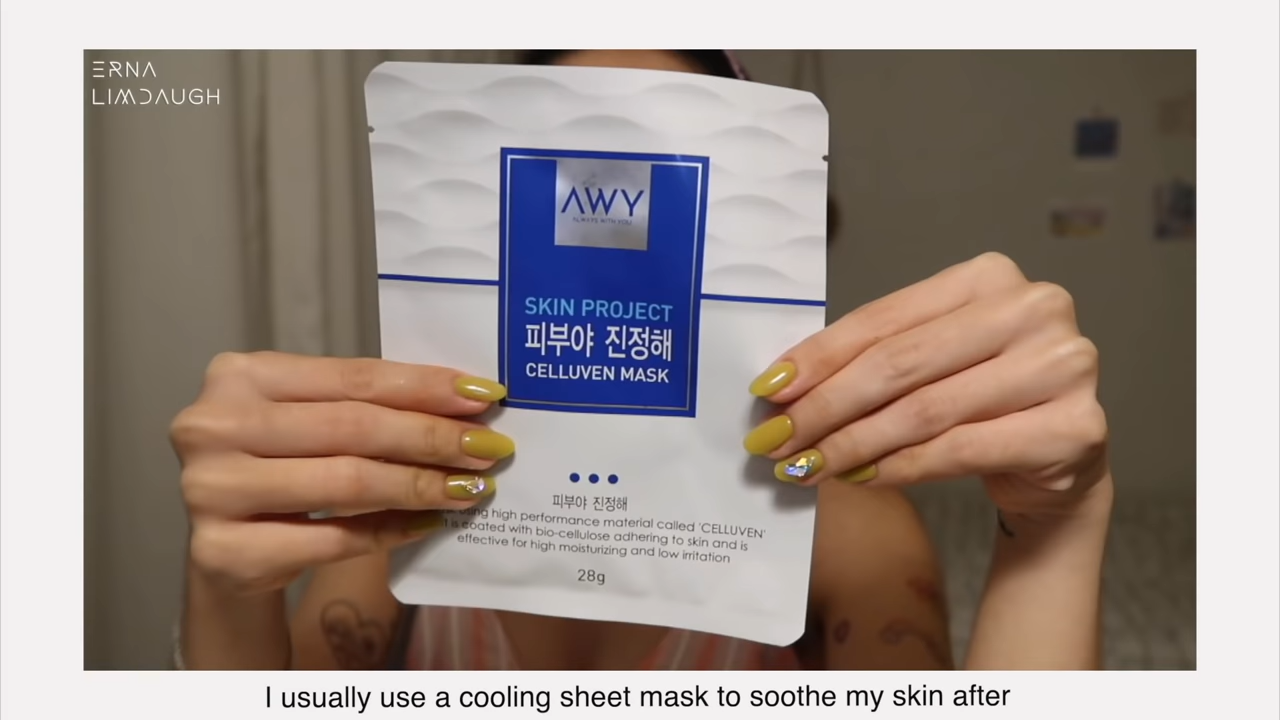 ERNA
LIMDAUGH
AWY
ALWAYS WITH YOU
SKIN PROJECT
피부야 진정해
CELLUVEN MASK
피부야 진정해
using high performance material called 'CELLUVEN'
is coated with bio-cellulose adhering to skin and is
effective for high moisturizing and low irritation
28g
I usually use a cooling sheet mask to soothe my skin after